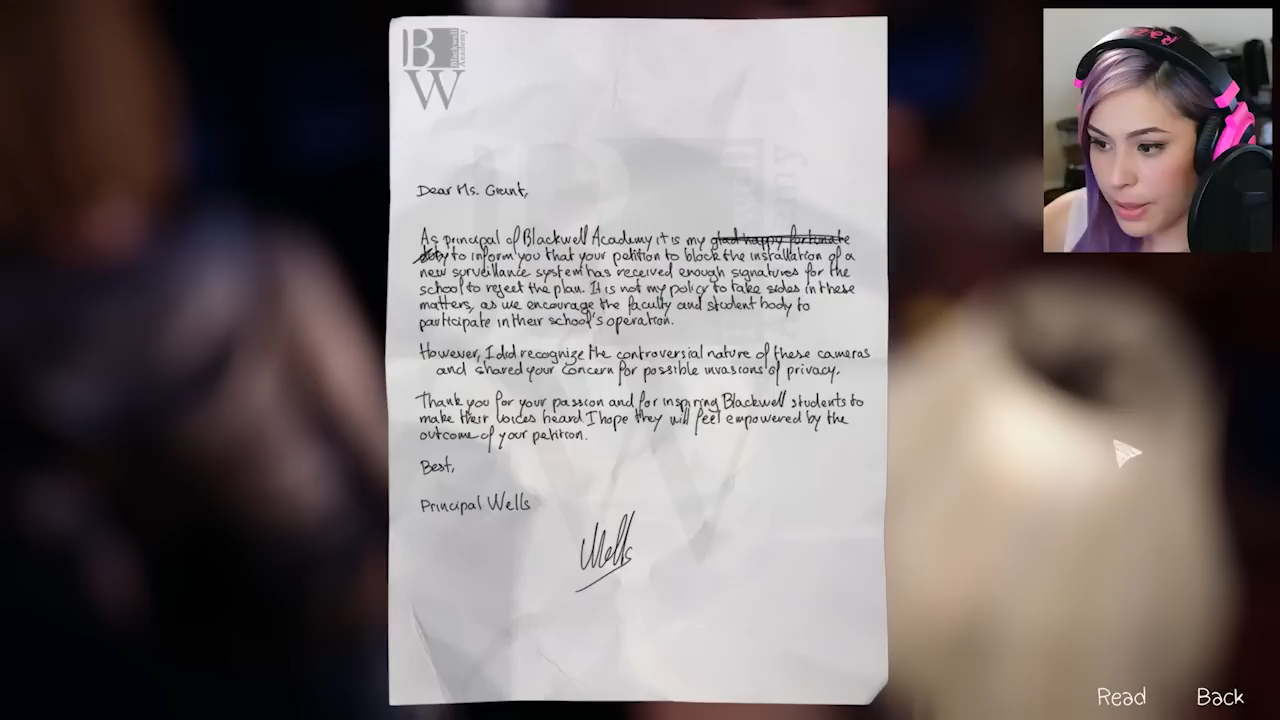 BW
Blackwell
Academy
Dear Ms. Grant,
As principal of Blackwell Academy it is my glad happy fortunate
duty to inform you that your petition to block the installation of a
new surveillance system has received enough signatures for the
school to reject the plan. It is not my policy to take sides in these
matters, as we encourage the faculty and student body to
participate in their school's operation.
However, I did recognize the controversial nature of these cameras
and shared your concern for possible invasions of privacy.
Thank you for your passion and for inspiring Blackwell students to
make their voices heard. I hope they will feel empowered by the
outcome of your petition.
Best,
Principal Wells
Wells
Read
Back